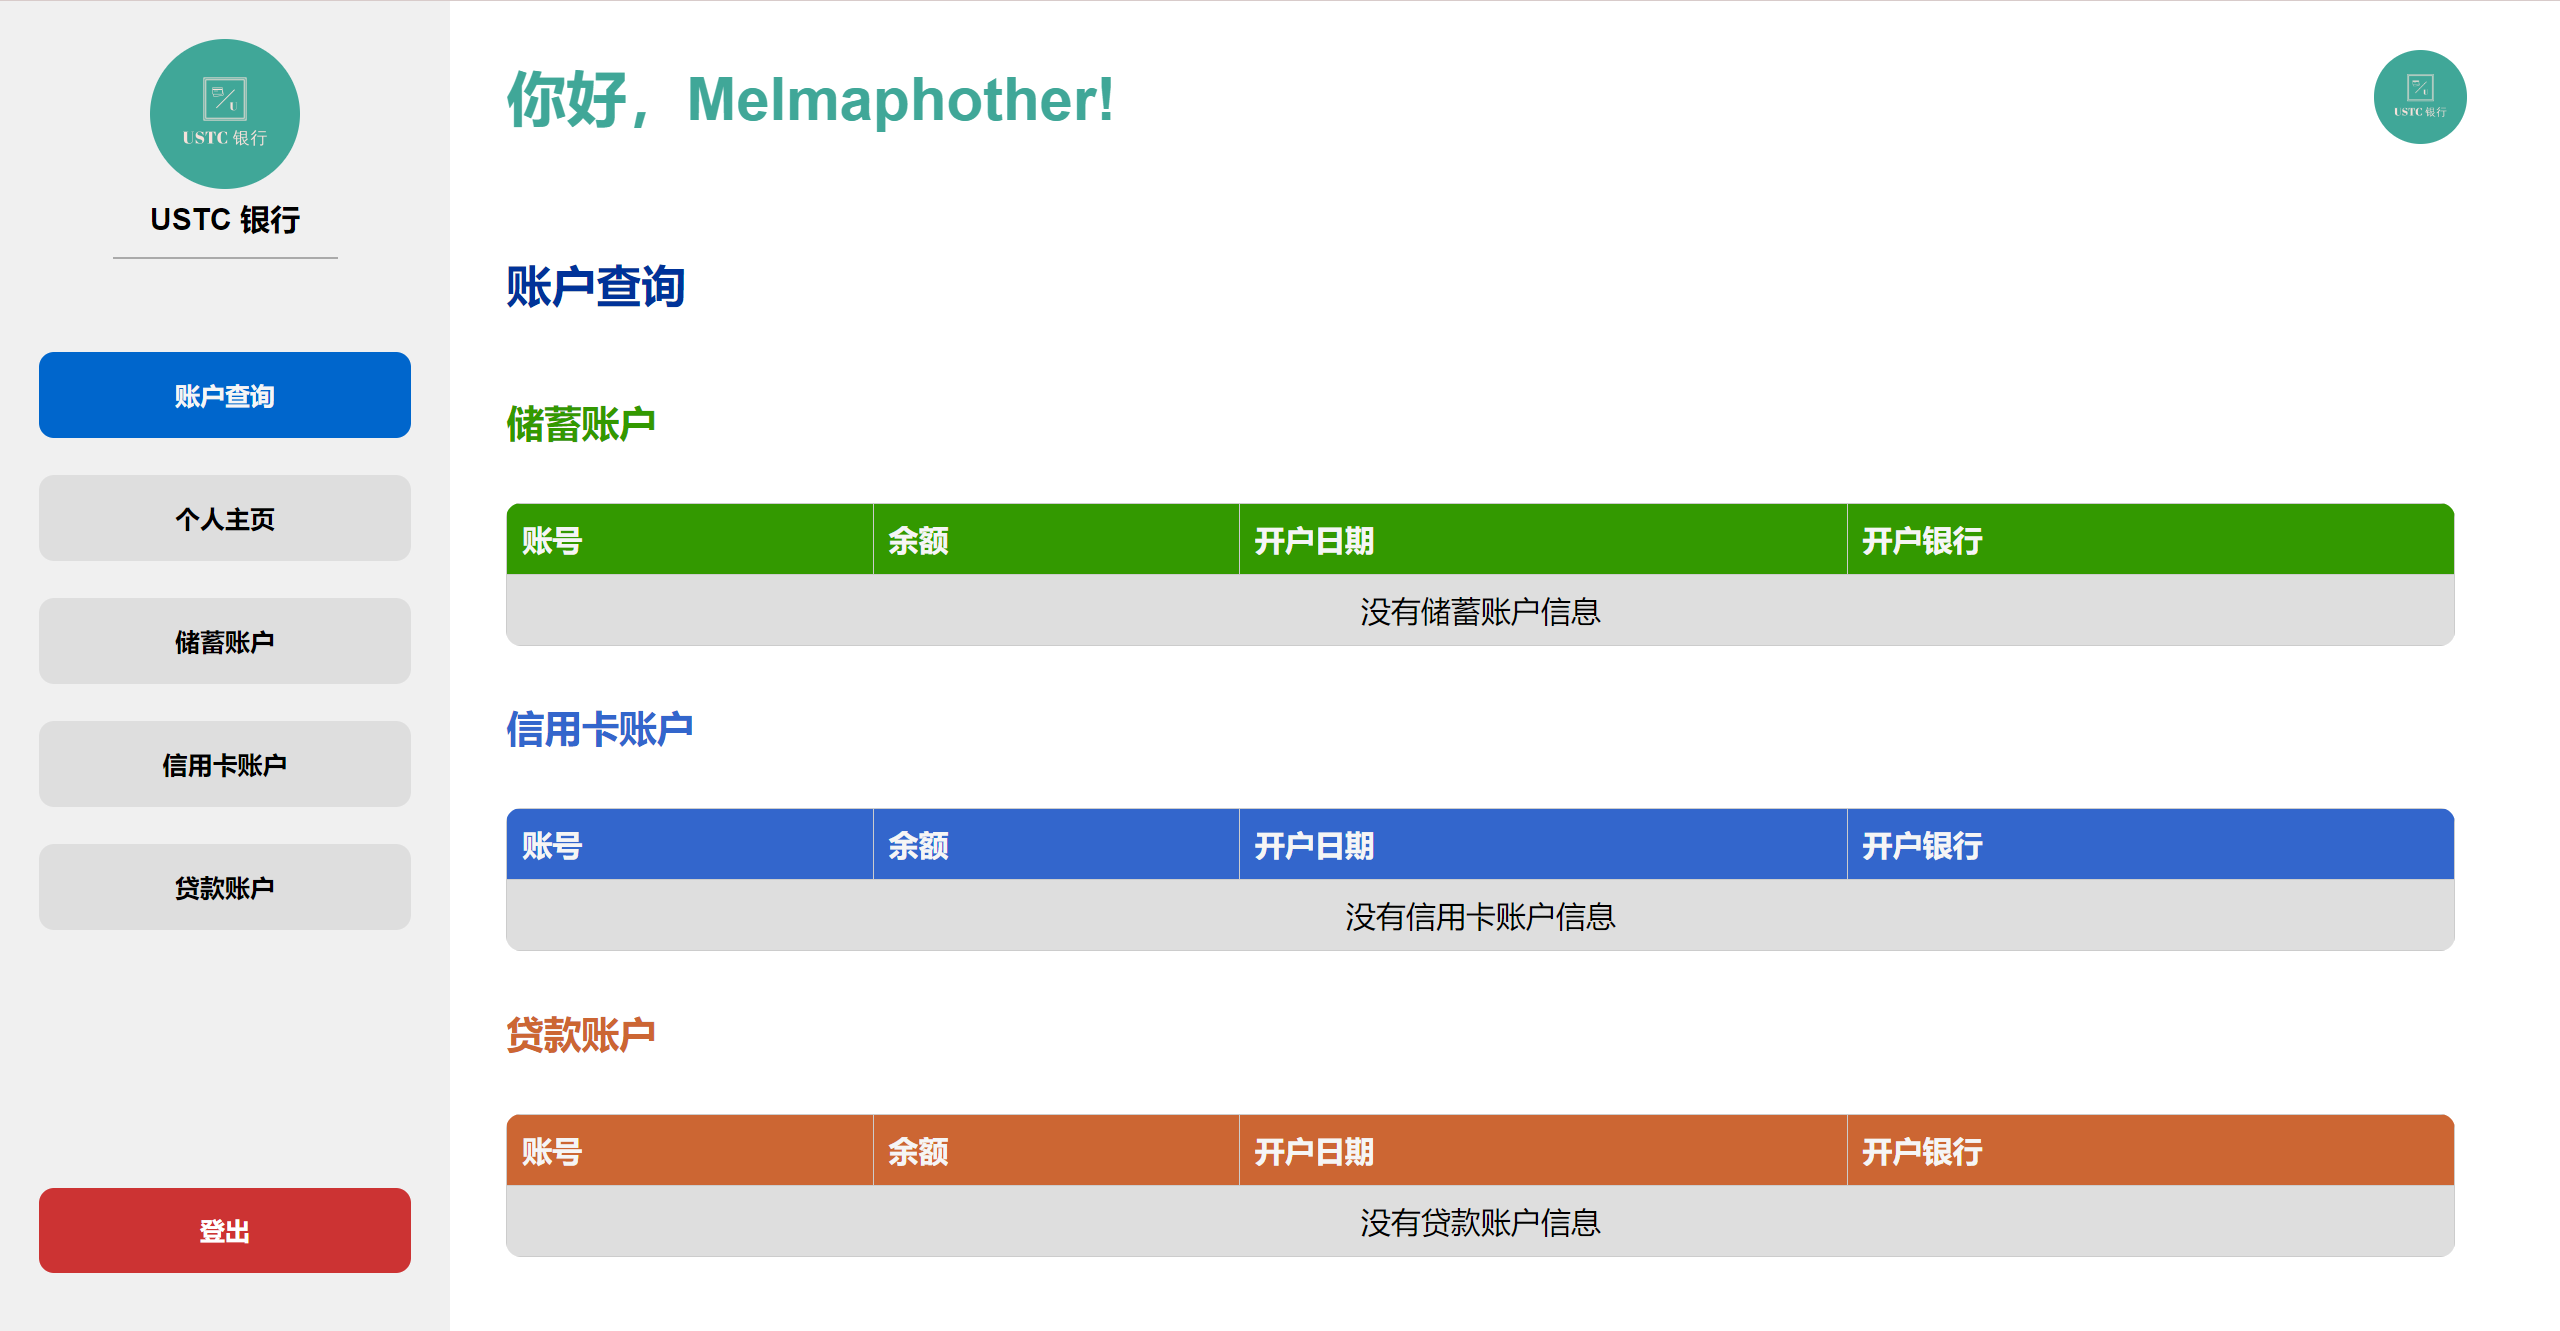 USTC 银行
USTC 银行
账户查询
个人主页
储蓄账户
信用卡账户
贷款账户
登出
你好，Melmaphother!
USTC 银行
账户查询
储蓄账户
账号 余额 开户日期 开户银行
没有储蓄账户信息
信用卡账户
账号 余额 开户日期 开户银行
没有信用卡账户信息
贷款账户
账号 余额 开户日期 开户银行
没有贷款账户信息